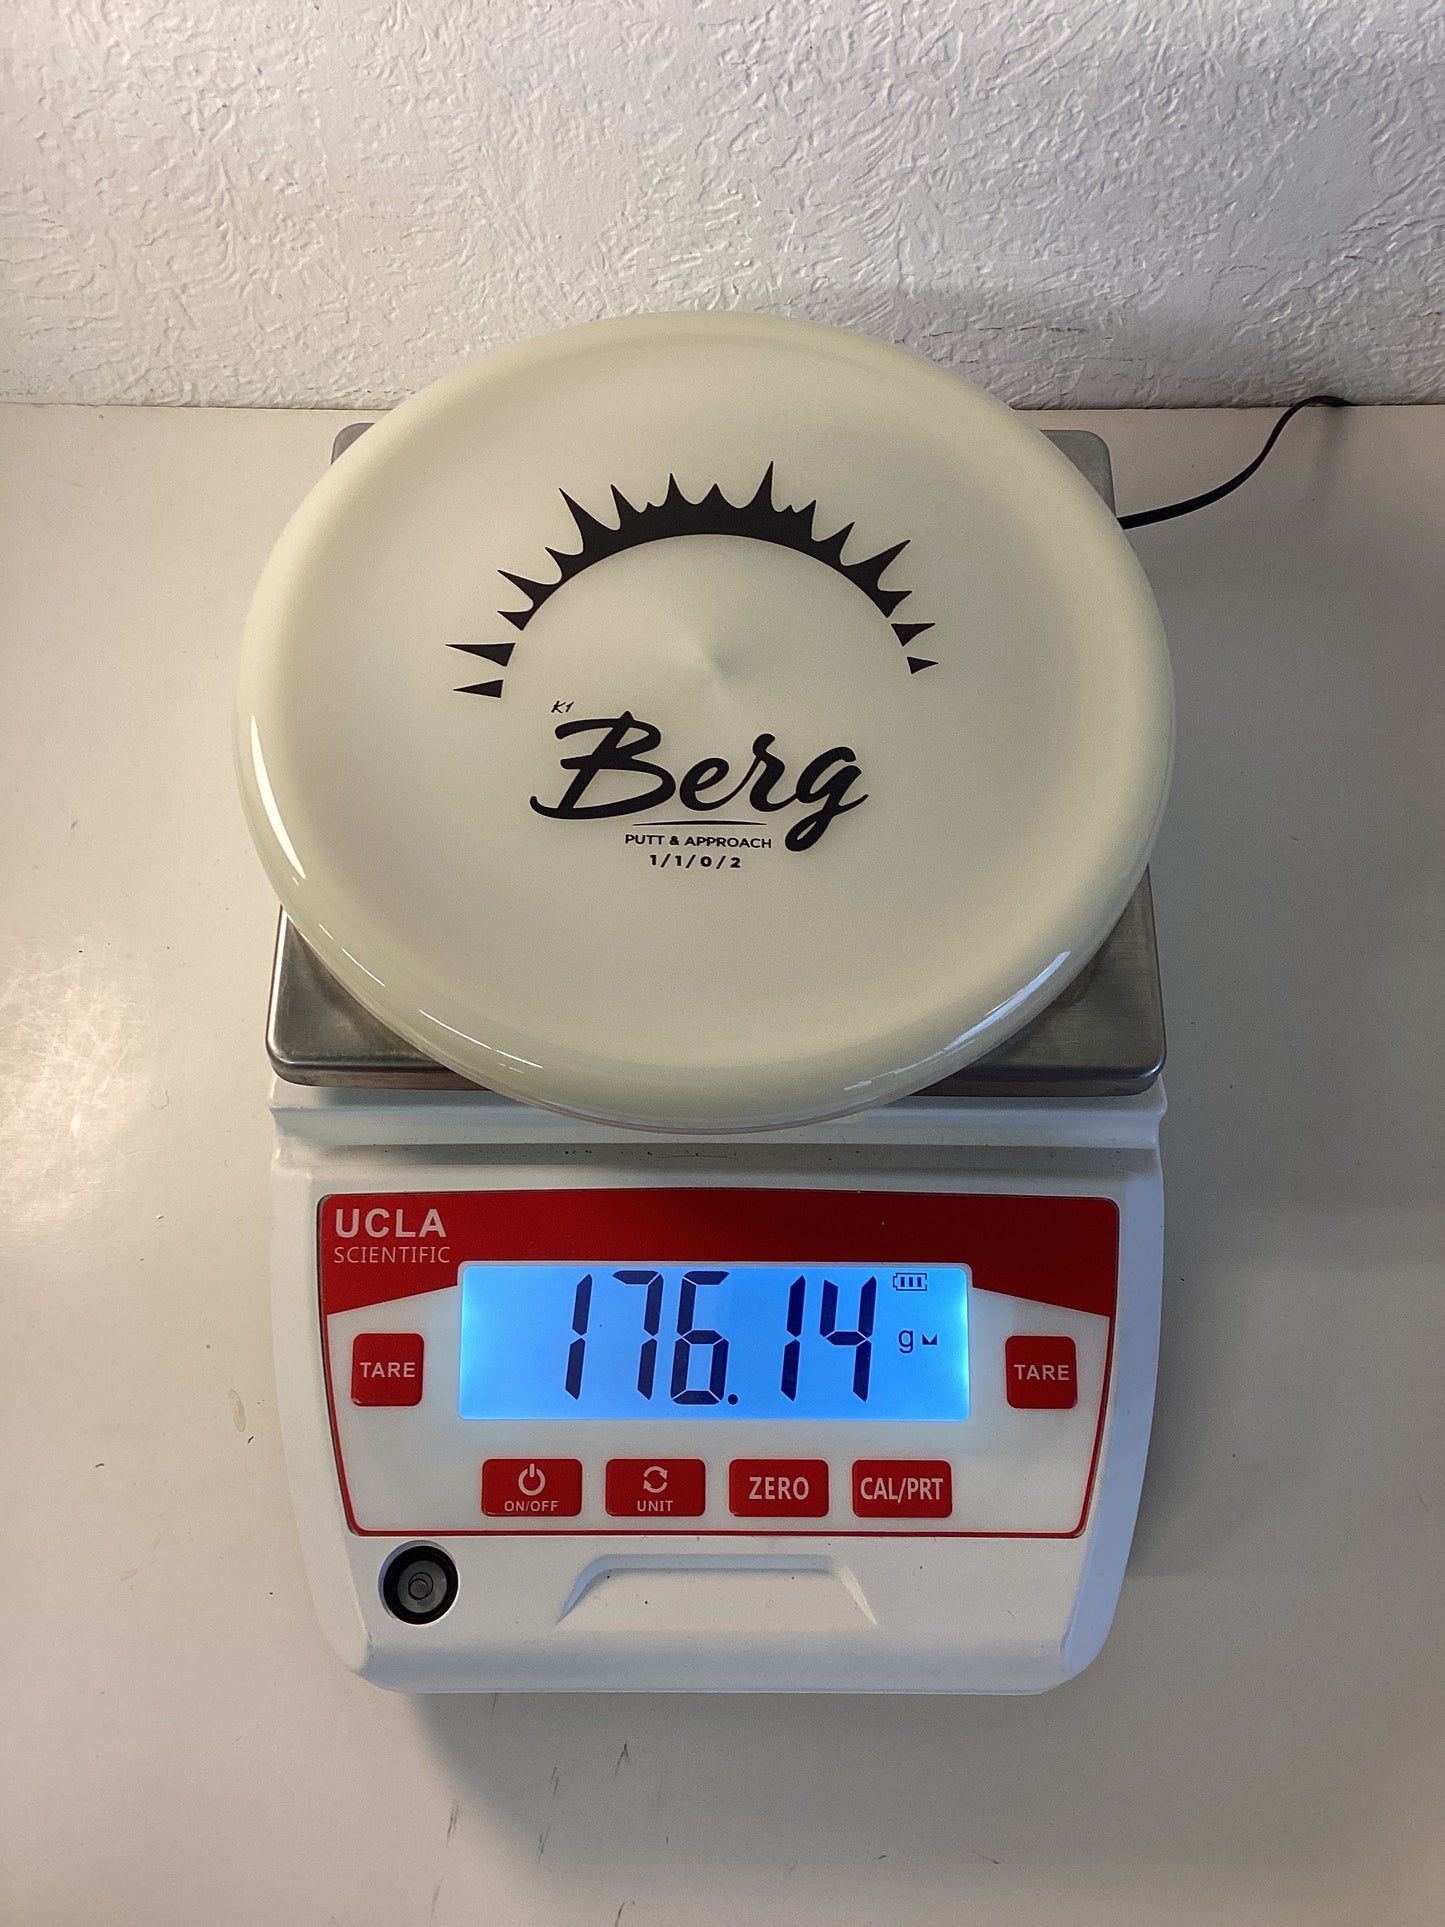 K1
Berg
PUTT & APPROACH
1/1/0/2
UCLA
SCIENTIFIC
176.14
g
TARE
TARE
ON/OFF
UNIT
ZERO
CAL/PRT